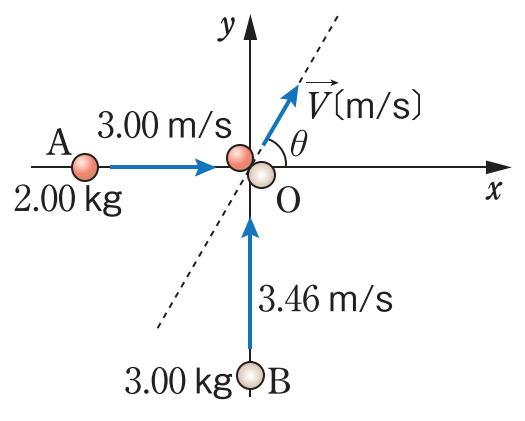 y
V⃗〔m/s〕
3.00 m/s
θ
A
2.00 kg
O
x
3.46 m/s
3.00 kg
B